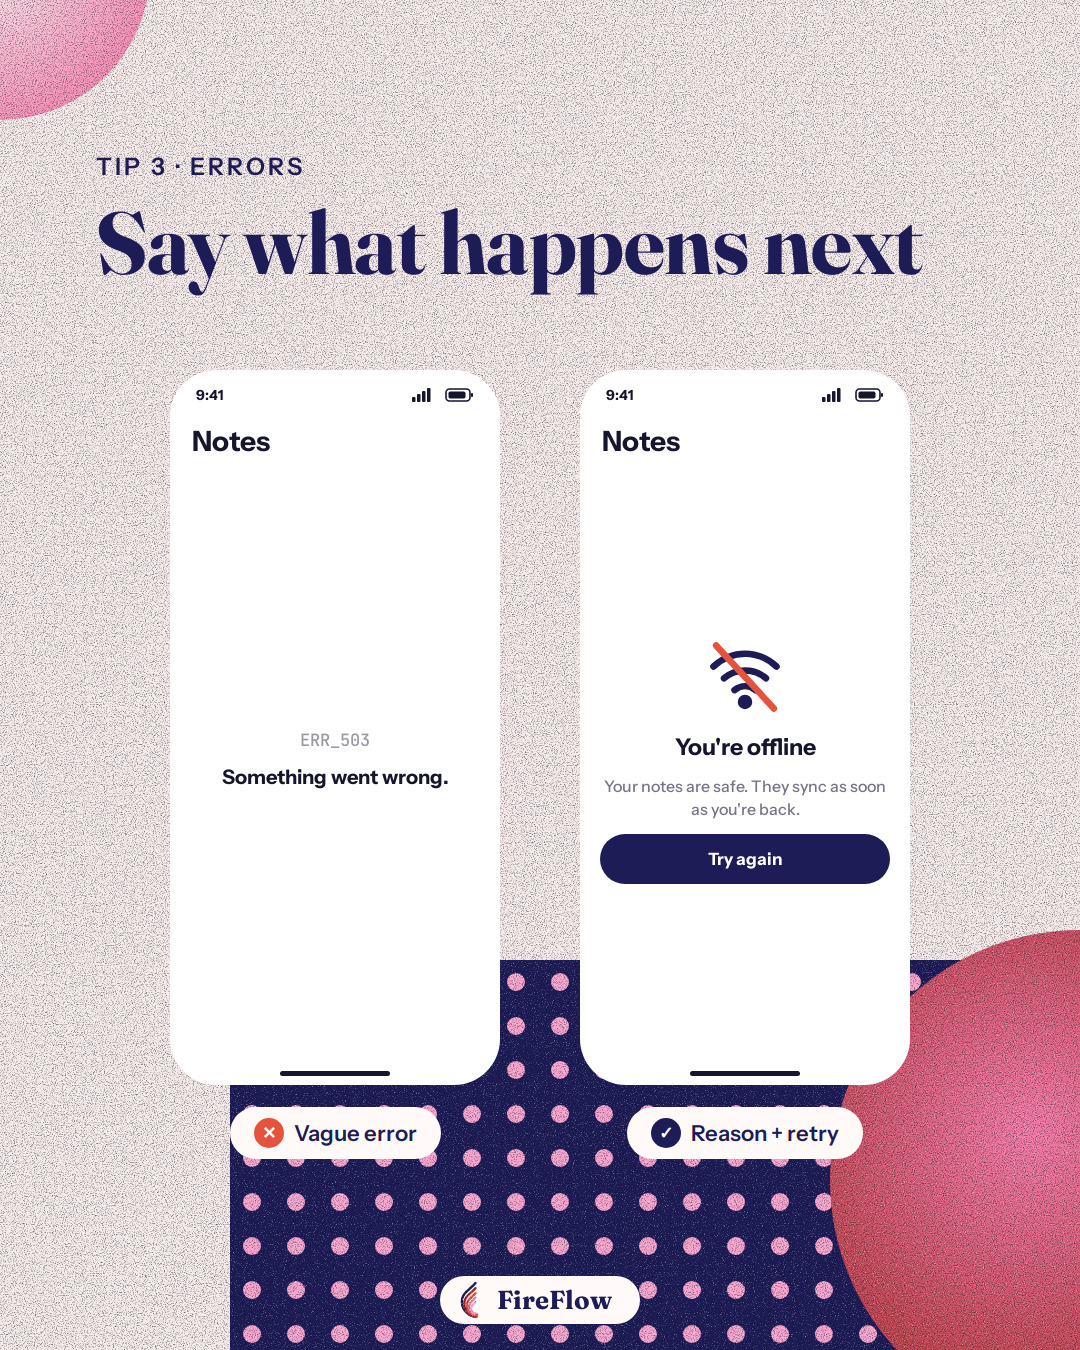 TIP 3 · ERRORS
Say what happens next
9:41
Notes
ERR_503
Something went wrong.
Vague error
9:41
Notes
You're offline
Your notes are safe. They sync as soon
as you're back.
Try again
Reason + retry
FireFlow